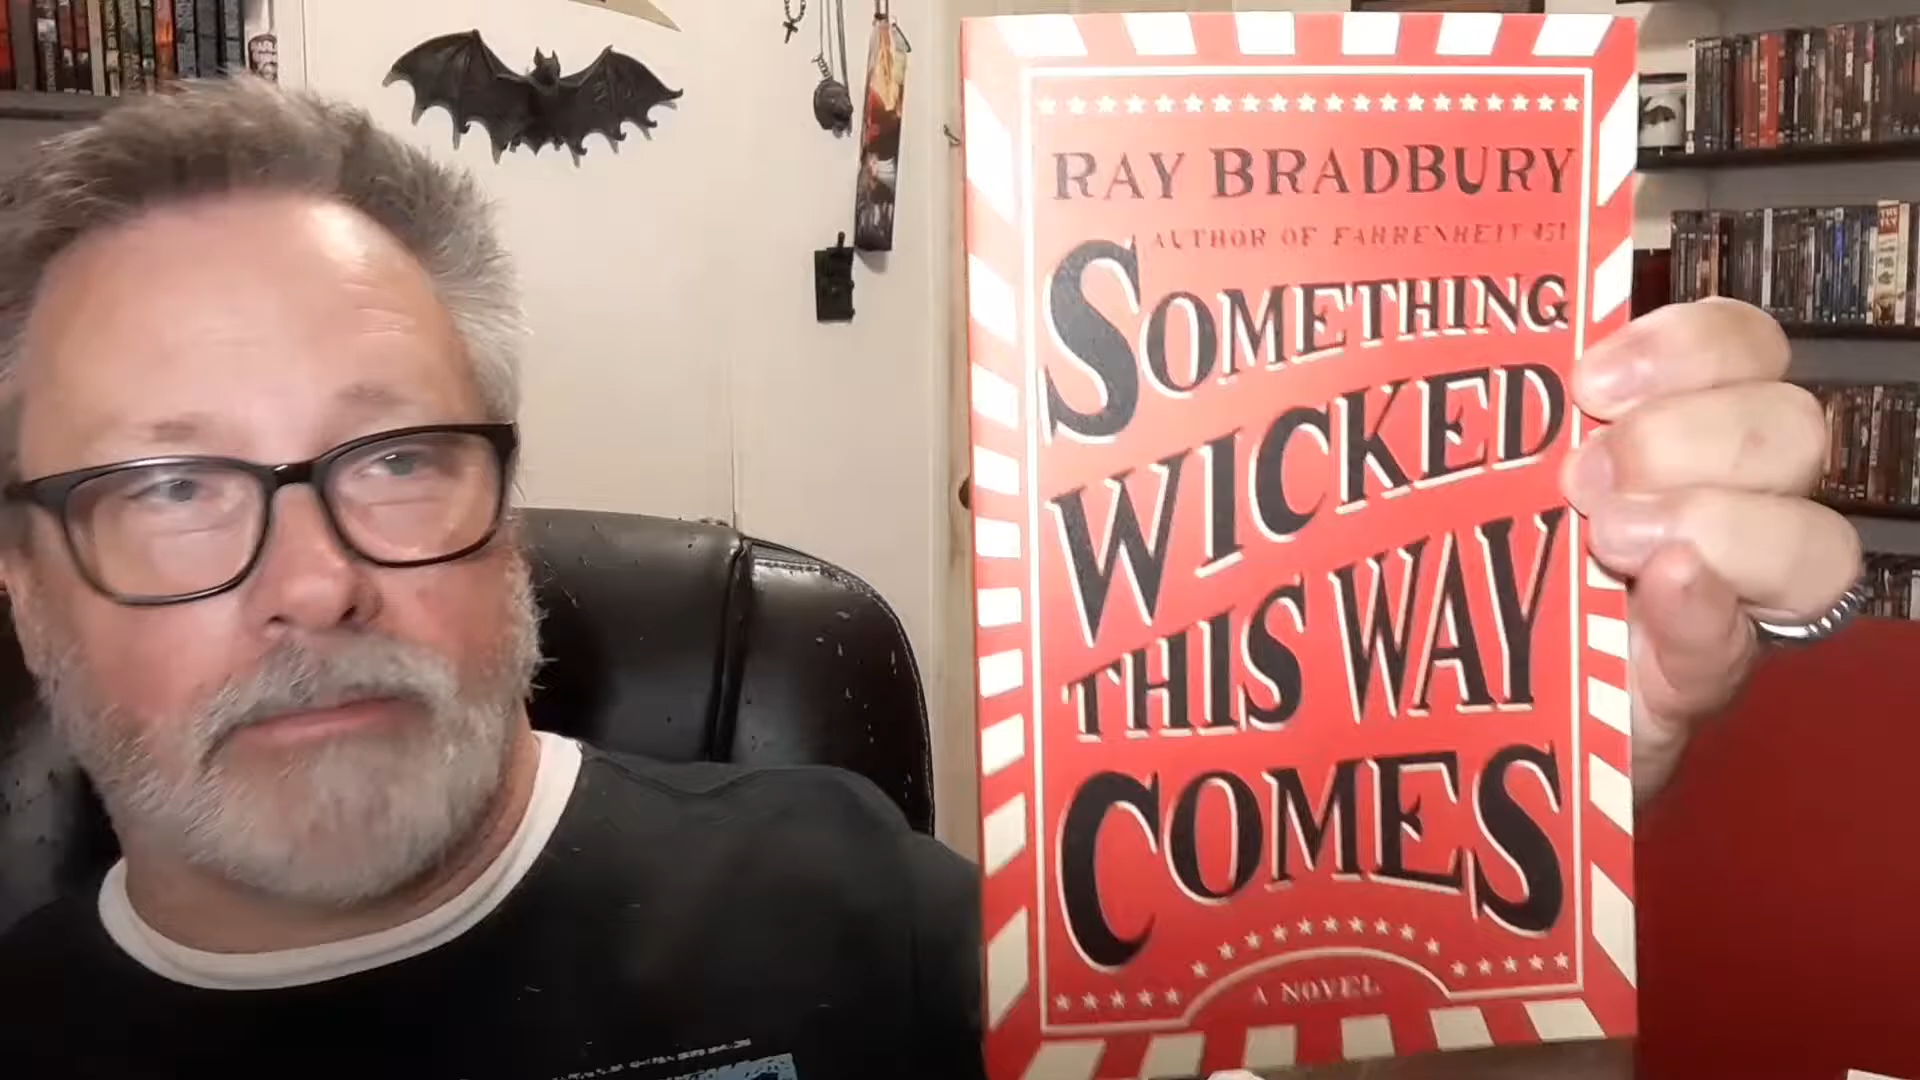 RAY BRADBURY
AUTHOR OF FAHRENHEIT 451
SOMETHING
WICKED
THIS WAY
COMES
A NOVEL